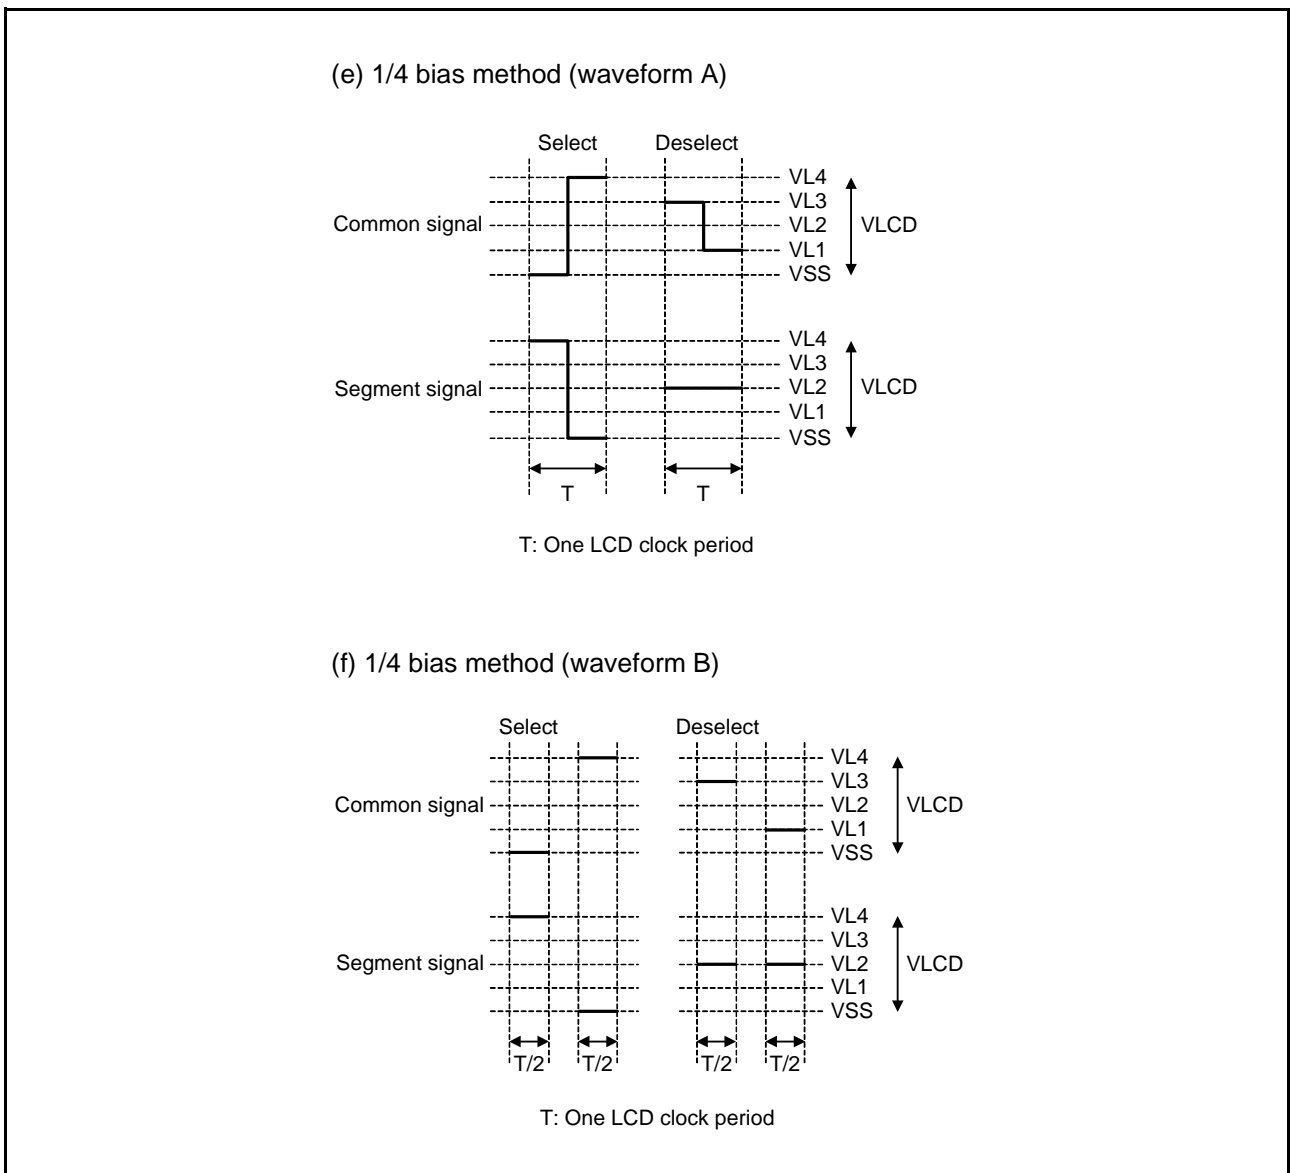 (e) 1/4 bias method (waveform A)
Select Deselect
VL4
VL3
Common signal VL2 VLCD
VL1
VSS
VL4
VL3
Segment signal VL2 VLCD
VL1
VSS
T T
T: One LCD clock period
(f) 1/4 bias method (waveform B)
Select Deselect
VL4
VL3
Common signal VL2 VLCD
VL1
VSS
VL4
VL3
Segment signal VL2 VLCD
VL1
VSS
T/2 T/2 T/2 T/2
T: One LCD clock period